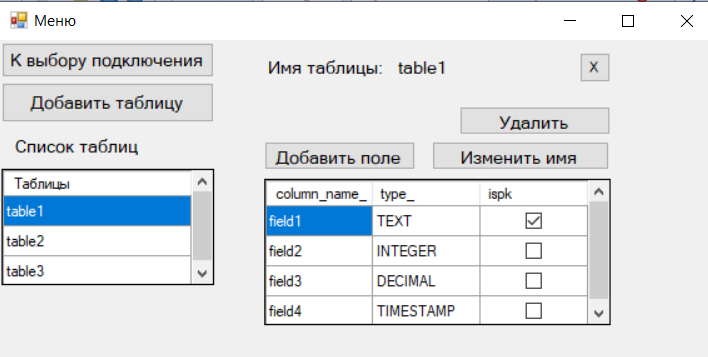 Меню
К выбору подключения
Добавить таблицу
Список таблиц
Таблицы
table1
table2
table3
Имя таблицы: table1 X
Удалить
Добавить поле Изменить имя
column_name_ type_ ispk
field1 TEXT
field2 INTEGER
field3 DECIMAL
field4 TIMESTAMP